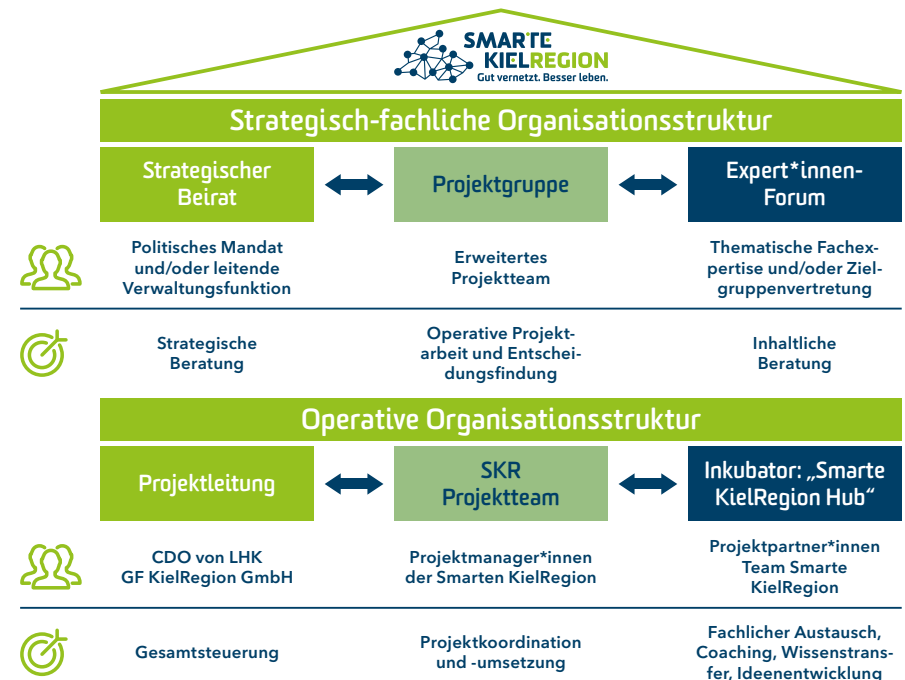 SMARTE
KIELREGION
Gut vernetzt. Besser leben.
Strategisch-fachliche Organisationsstruktur
Strategischer
Beirat
Projektgruppe
Expert*innen-
Forum
Politisches Mandat
und/oder leitende
Verwaltungsfunktion
Erweitertes
Projektteam
Thematische Fachex-
pertise und/oder Ziel-
gruppenvertretung
Strategische
Beratung
Operative Projekt-
arbeit und Entschei-
dungsfindung
Inhaltliche
Beratung
Operative Organisationsstruktur
Projektleitung
SKR
Projektteam
Inkubator: „Smarte
KielRegion Hub“
CDO von LHK
GF KielRegion GmbH
Projektmanager*innen
der Smarten KielRegion
Projektpartner*innen
Team Smarte
KielRegion
Gesamtsteuerung
Projektkoordination
und -umsetzung
Fachlicher Austausch,
Coaching, Wissenstrans-
fer, Ideenentwicklung